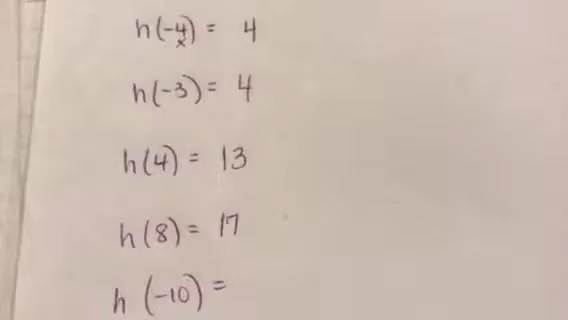 h(-4) = 4
x
h(-3) = 4
h(4) = 13
h(8) = 17
h (-10) =